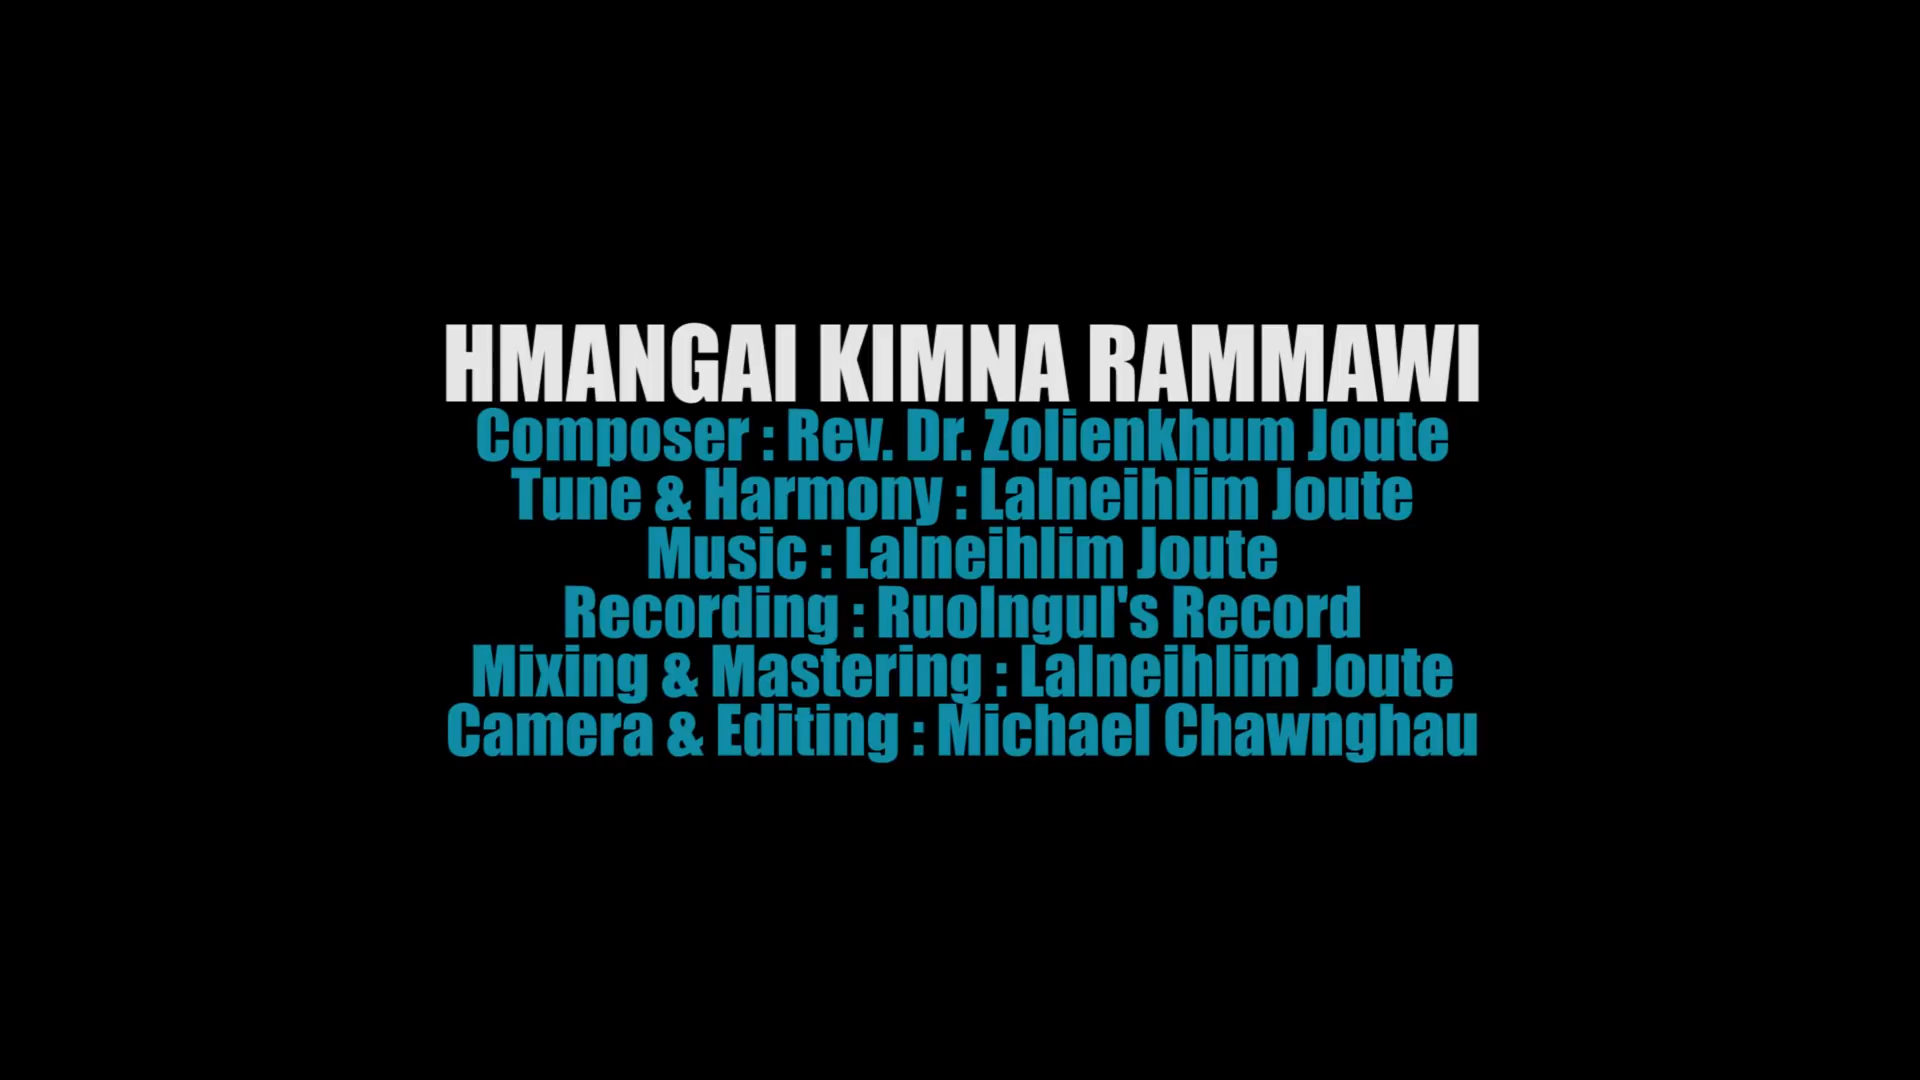 HMANGAI KIMNA RAMMAWI
Composer : Rev. Dr. Zolienkhum Joute
Tune & Harmony : Lalneihlim Joute
Music : Lalneihlim Joute
Recording : Ruolngul's Record
Mixing & Mastering : Lalneihlim Joute
Camera & Editing : Michael Chawnghau